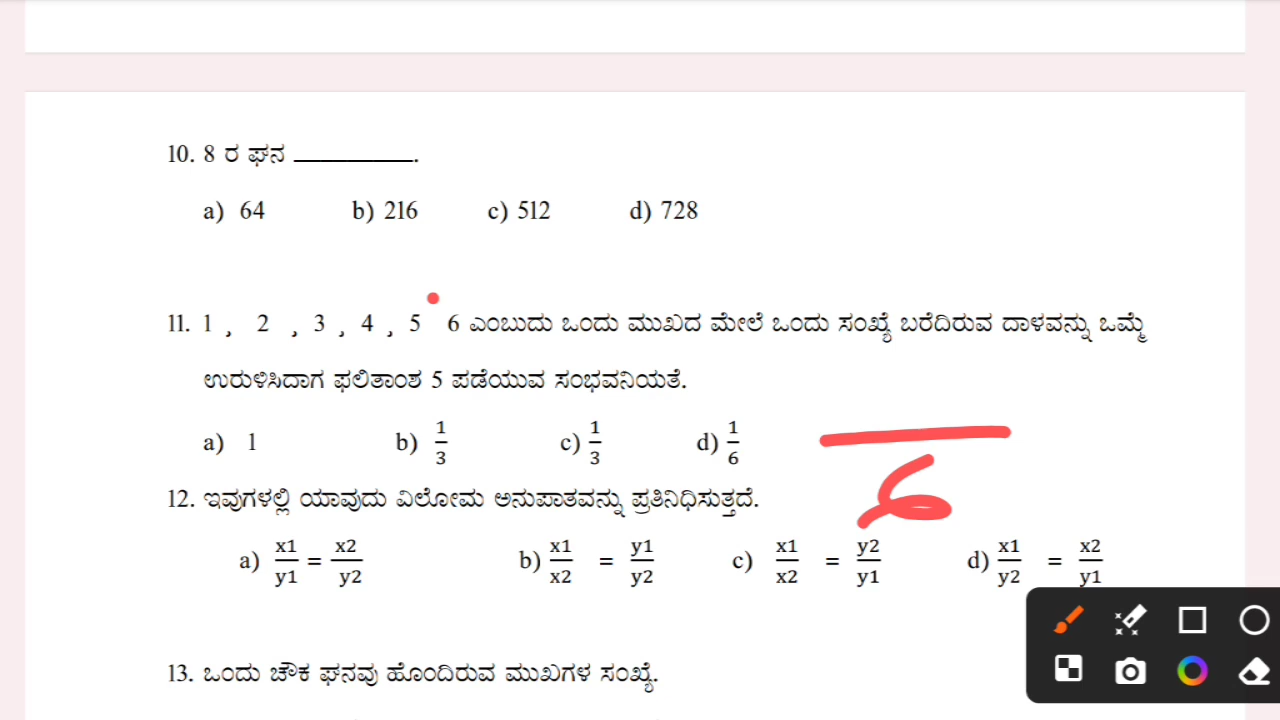 10. 8 ರ ಘನ _________.
a) 64 b) 216 c) 512 d) 728
11. 1 , 2 , 3 , 4 , 5 6 ಎಂಬುದು ಒಂದು ಮುಖದ ಮೇಲೆ ಒಂದು ಸಂಖ್ಯೆ ಬರೆದಿರುವ ದಾಳವನ್ನು ಒಮ್ಮೆ
ಉರುಳಿಸಿದಾಗ ಫಲಿತಾಂಶ 5 ಪಡೆಯುವ ಸಂಭವನಿಯತೆ.
a) 1 b) 1/3 c) 1/3 d) 1/6
6
12. ಇವುಗಳಲ್ಲಿ ಯಾವುದು ವಿಲೋಮ ಅನುಪಾತವನ್ನು ಪ್ರತಿನಿಧಿಸುತ್ತದೆ.
a) x1/y1 = x2/y2 b) x1/x2 = y1/y2 c) x1/x2 = y2/y1 d) x1/y2 = x2/y1
13. ಒಂದು ಚೌಕ ಘನವು ಹೊಂದಿರುವ ಮುಖಗಳ ಸಂಖ್ಯೆ.